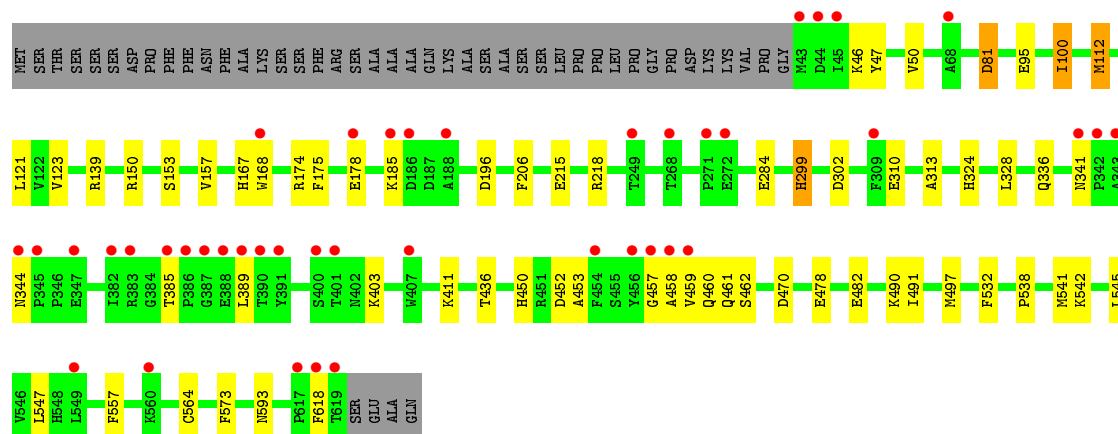 MET SER THR SER SER SER ASP PRO PHE PHE ASN PHE ALA LYS SER SER PHE ARG SER ALA ALA ALA GLN LYS ALA SER ALA ALA SER SER LEU PRO PRO LEU PRO PRO GLY PRO ASP LYS LYS VAL PRO GLY M43 D44 I45 K46 Y47 V50 A68 D81 E95 I100 M112
L121 V122 V123 R139 R150 S153 V157 H167 W168 R174 F175 E178 K185 D186 D187 A188 D196 F206 E215 R218 T249 T268 P271 E272 E284 H299 D302 F309 E310 A313 H324 L328 Q336 N341 P342 A343
N344 P345 P346 E347 I382 R383 G384 T385 P386 G387 E388 L389 T390 Y391 S400 T401 N402 K403 W407 K411 T436 H450 R451 D452 A453 F454 S455 Y456 G457 A458 V459 Q460 Q461 S462 D470 E478 E482 K490 I491 M497 F532 P538 M541 K542 L545
V546 L547 H548 L549 F557 K560 C564 F573 N593 P617 F618 T619 SER GLU ALA GLN